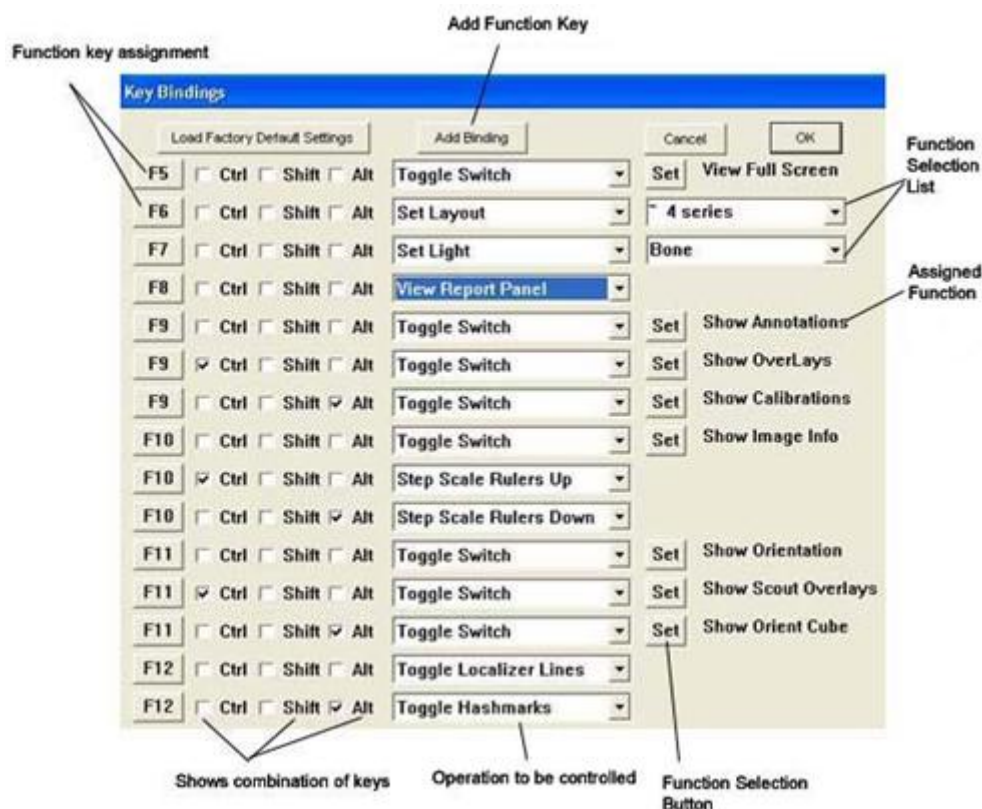 Add Function Key
Function key assignment
Key Bindings
Load Factory Default Settings Add Binding Cancel OK
Function
Selection
List
F5 Ctrl Shift Alt Toggle Switch Set View Full Screen
F6 Ctrl Shift Alt Set Layout ~ 4 series
F7 Ctrl Shift Alt Set Light Bone
Assigned
Function
F8 Ctrl Shift Alt View Report Panel
F9 Ctrl Shift Alt Toggle Switch Set Show Annotations
F9 Ctrl Shift Alt Toggle Switch Set Show OverLays
F9 Ctrl Shift Alt Toggle Switch Set Show Calibrations
F10 Ctrl Shift Alt Toggle Switch Set Show Image Info
F10 Ctrl Shift Alt Step Scale Rulers Up
F10 Ctrl Shift Alt Step Scale Rulers Down
F11 Ctrl Shift Alt Toggle Switch Set Show Orientation
F11 Ctrl Shift Alt Toggle Switch Set Show Scout Overlays
F11 Ctrl Shift Alt Toggle Switch Set Show Orient Cube
F12 Ctrl Shift Alt Toggle Localizer Lines
F12 Ctrl Shift Alt Toggle Hashmarks
Shows combination of keys
Operation to be controlled
Function Selection
Button